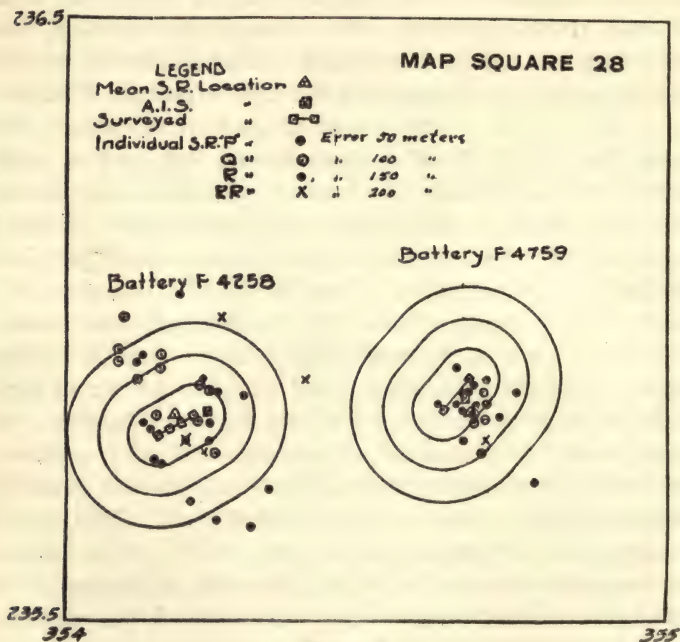 236.5
MAP SQUARE 28
LEGEND
Mean S.R. Location
A.I.S. "
Surveyed "
Individual S.R."P" " Error 50 meters
Q " " 100 "
R " " 150 "
RR " " 200 "
Battery F 4258
Battery F 4759
235.5
354
355